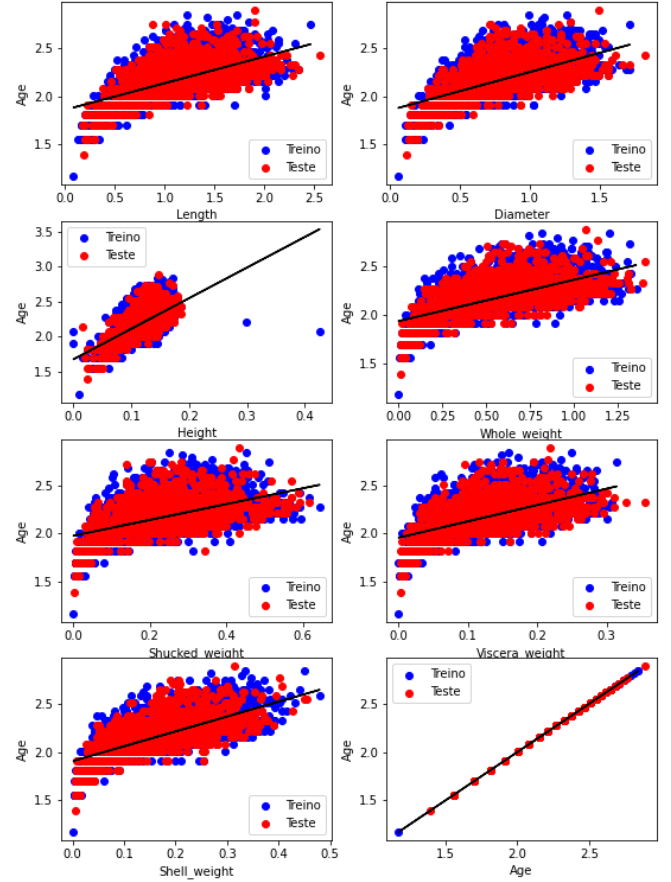 2.5
2.0
1.5
Age
Treino
Teste
0.0 0.5 1.0 1.5 2.0 2.5
Length
2.5
2.0
1.5
Age
Treino
Teste
0.0 0.5 1.0 1.5
Diameter
3.5
3.0
2.5
2.0
1.5
Age
Treino
Teste
0.0 0.1 0.2 0.3 0.4
Height
2.5
2.0
1.5
Age
Treino
Teste
0.00 0.25 0.50 0.75 1.00 1.25
Whole_weight
2.5
2.0
1.5
Age
Treino
Teste
0.0 0.2 0.4 0.6
Shucked_weight
2.5
2.0
1.5
Age
Treino
Teste
0.0 0.1 0.2 0.3
Viscera_weight
2.5
2.0
1.5
Age
Treino
Teste
0.0 0.1 0.2 0.3 0.4 0.5
Shell_weight
2.5
2.0
1.5
Age
Treino
Teste
1.5 2.0 2.5
Age